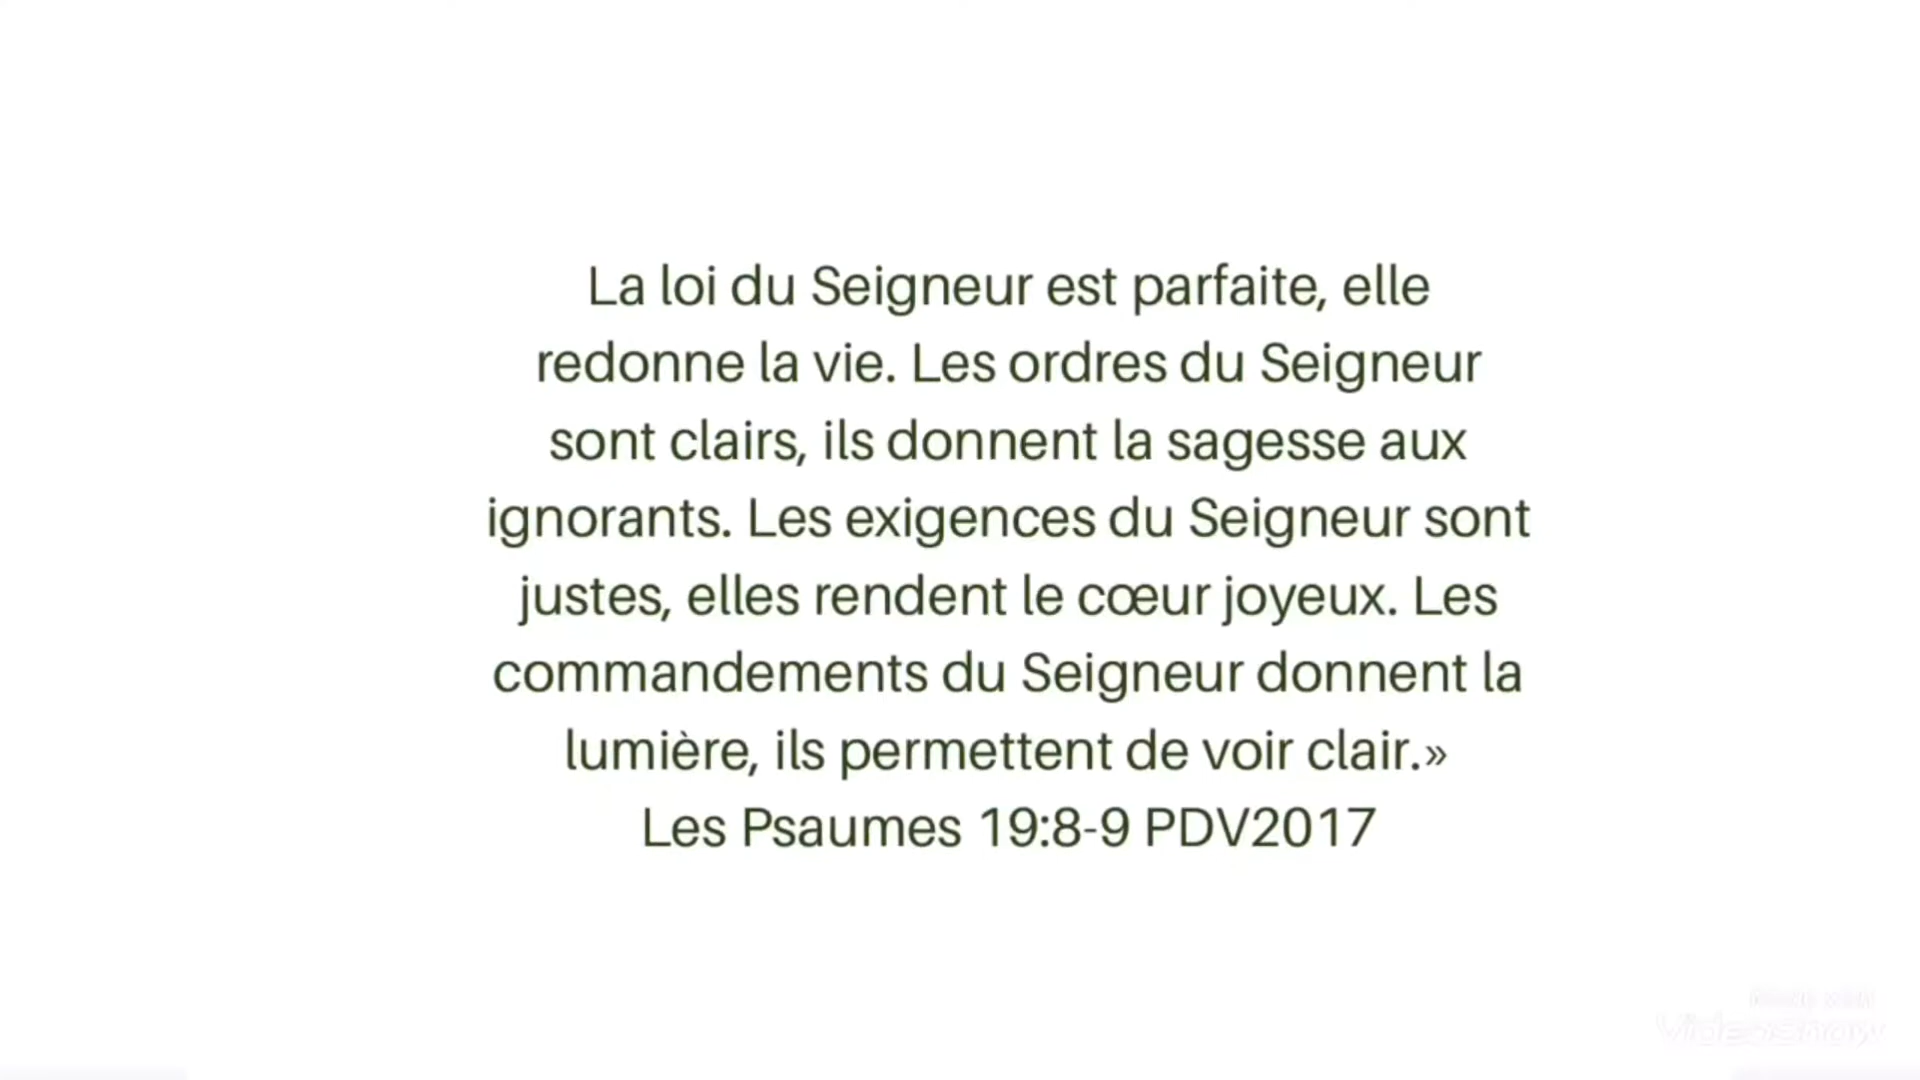 La loi du Seigneur est parfaite, elle
redonne la vie. Les ordres du Seigneur
sont clairs, ils donnent la sagesse aux
ignorants. Les exigences du Seigneur sont
justes, elles rendent le cœur joyeux. Les
commandements du Seigneur donnent la
lumière, ils permettent de voir clair.»
Les Psaumes 19:8-9 PDV2017
VideoShow